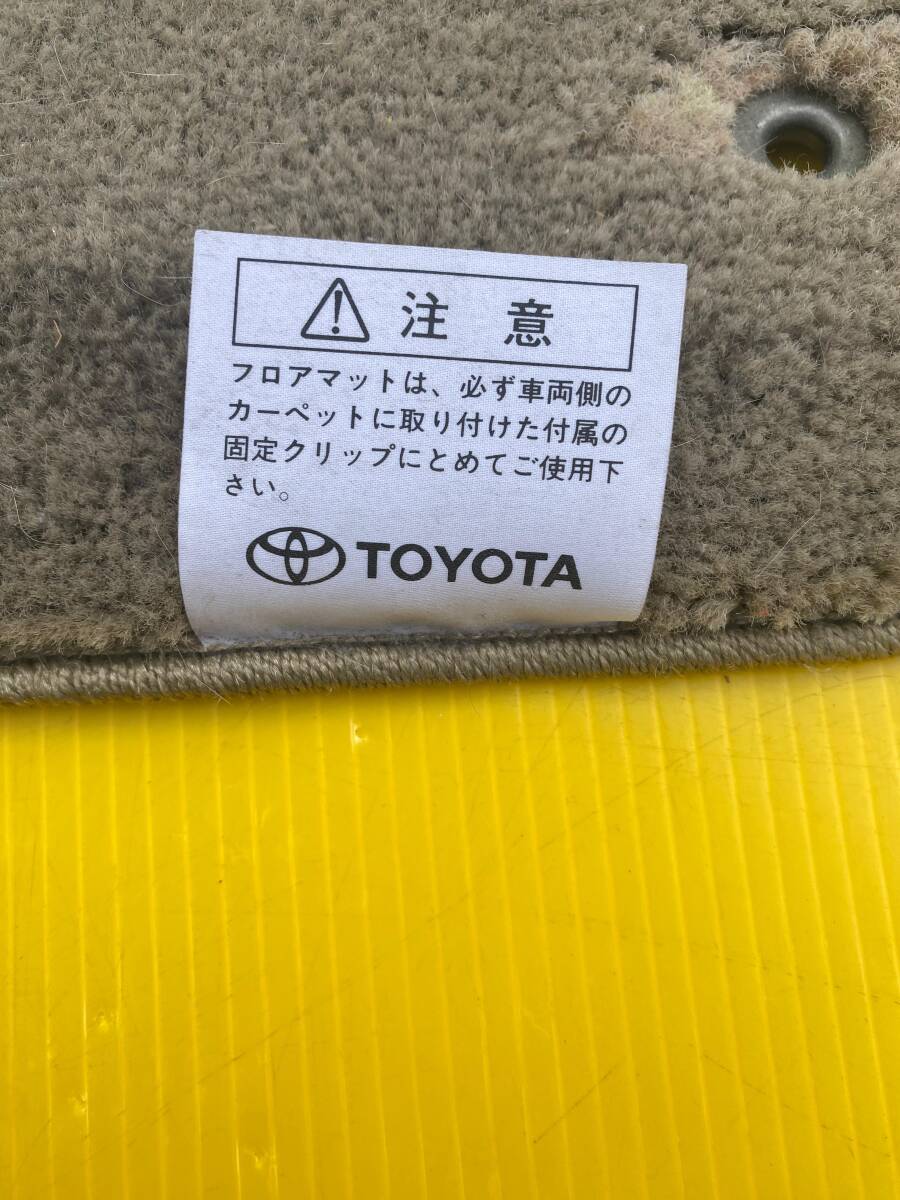 注意
フロアマットは、必ず車両側の
カーペットに取り付けた付属の
固定クリップにとめてご使用下
さい。
TOYOTA